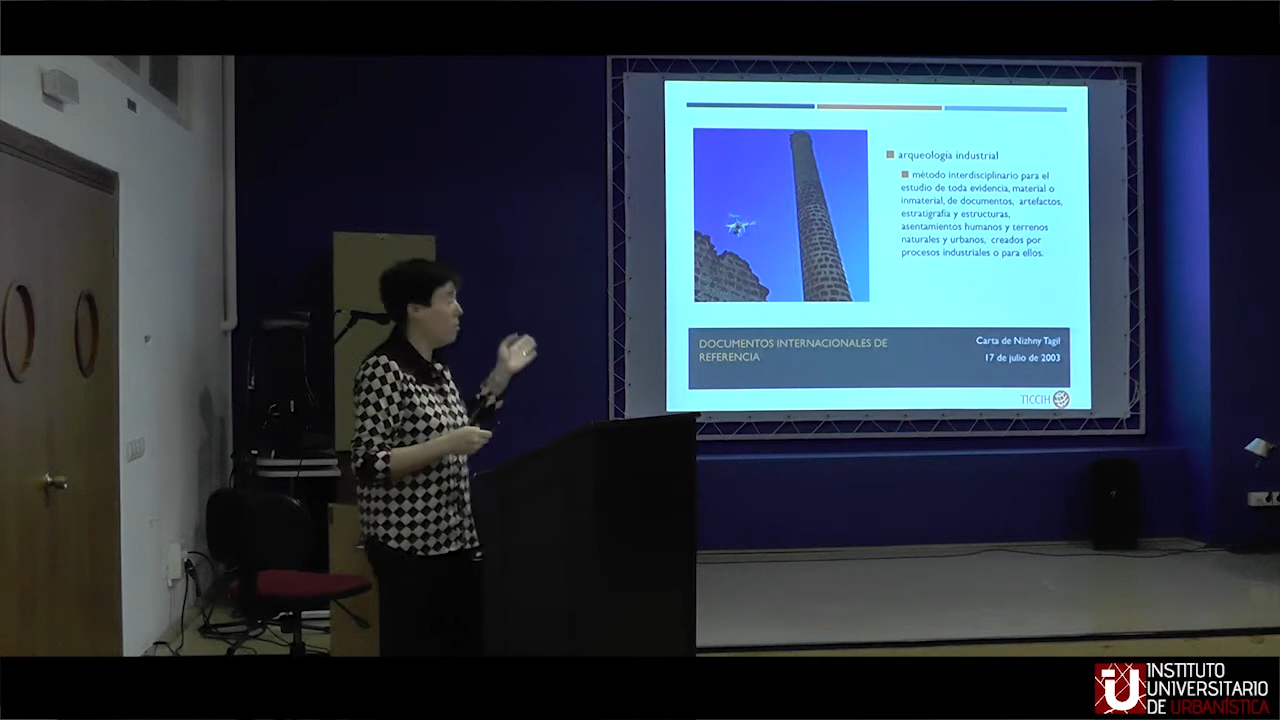 arqueología industrial
método interdisciplinario para el
estudio de toda evidencia, material o
inmaterial, de documentos, artefactos,
estratigrafía y estructuras,
asentamientos humanos y terrenos
naturales y urbanos, creados por
procesos industriales o para ellos.
DOCUMENTOS INTERNACIONALES DE
REFERENCIA
Carta de Nizhny Tagil
17 de julio de 2003
TICCIH
iU INSTITUTO
UNIVERSITARIO
DE URBANÍSTICA